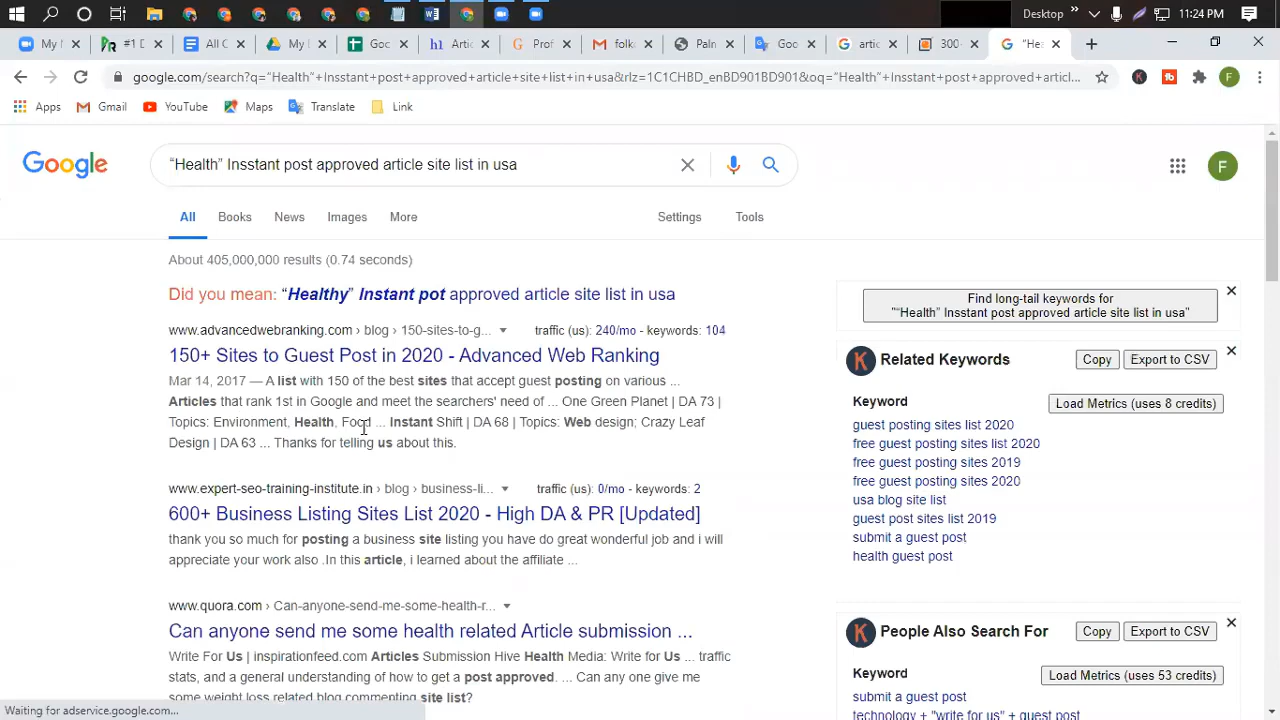 Desktop
11:24 PM
My N
#1 D
All C
My I
Goc
Artic
Prof
folk
Paln
Goo
artic
300
"Hea
google.com/search?q="Health"+Insstant+post+approved+article+site+list+in+usa&rlz=1C1CHBD_enBD901BD901&oq="Health"+Insstant+post+approved+articl...
Apps
Gmail
YouTube
Maps
Translate
Link
Google
"Health" Insstant post approved article site list in usa
F
All
Books
News
Images
More
Settings
Tools
About 405,000,000 results (0.74 seconds)
Did you mean: "Healthy" Instant pot approved article site list in usa
www.advancedwebranking.com › blog › 150-sites-to-g... traffic (us): 240/mo - keywords: 104
150+ Sites to Guest Post in 2020 - Advanced Web Ranking
Mar 14, 2017 — A list with 150 of the best sites that accept guest posting on various ...
Articles that rank 1st in Google and meet the searchers' need of ... One Green Planet | DA 73 |
Topics: Environment, Health, Food ... Instant Shift | DA 68 | Topics: Web design; Crazy Leaf
Design | DA 63 ... Thanks for telling us about this.
www.expert-seo-training-institute.in › blog › business-li... traffic (us): 0/mo - keywords: 2
600+ Business Listing Sites List 2020 - High DA & PR [Updated]
thank you so much for posting a business site listing you have do great wonderful job and i will
appreciate your work also .In this article, i learned about the affiliate ...
www.quora.com › Can-anyone-send-me-some-health-r...
Can anyone send me some health related Article submission ...
Write For Us | inspirationfeed.com Articles Submission Hive Health Media: Write for Us ... traffic
stats, and a general understanding of how to get a post approved. ... Can any one give me
some weight loss related blog commenting site list?
Find long-tail keywords for
""Health" Insstant post approved article site list in usa"
Related Keywords
Copy
Export to CSV
Keyword
Load Metrics (uses 8 credits)
guest posting sites list 2020
free guest posting sites list 2020
free guest posting sites 2019
free guest posting sites 2020
usa blog site list
guest post sites list 2019
submit a guest post
health guest post
People Also Search For
Copy
Export to CSV
Keyword
Load Metrics (uses 53 credits)
submit a guest post
technology + "write for us" + guest post
Waiting for adservice.google.com...